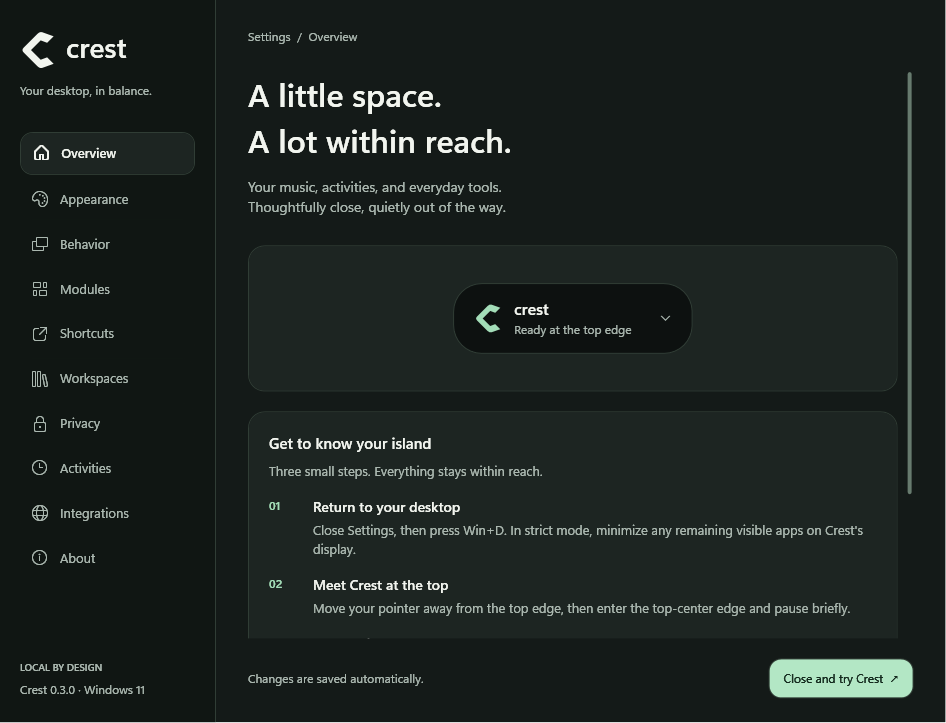 crest
Your desktop, in balance.
Overview
Appearance
Behavior
Modules
Shortcuts
Workspaces
Privacy
Activities
Integrations
About
LOCAL BY DESIGN
Crest 0.3.0 · Windows 11
Settings / Overview
A little space.
A lot within reach.
Your music, activities, and everyday tools.
Thoughtfully close, quietly out of the way.
crest
Ready at the top edge
Get to know your island
Three small steps. Everything stays within reach.
01 Return to your desktop
Close Settings, then press Win+D. In strict mode, minimize any remaining visible apps on Crest's
display.
02 Meet Crest at the top
Move your pointer away from the top edge, then enter the top-center edge and pause briefly.
Changes are saved automatically.
Close and try Crest ↗